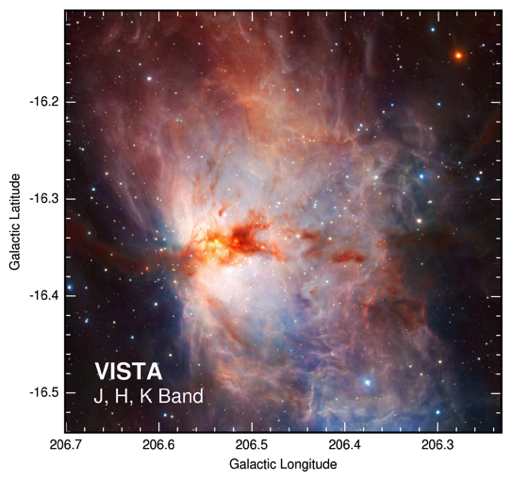 -16.2
-16.3
Galactic Latitude
-16.4
VISTA
J, H, K Band
-16.5
206.7 206.6 206.5 206.4 206.3
Galactic Longitude